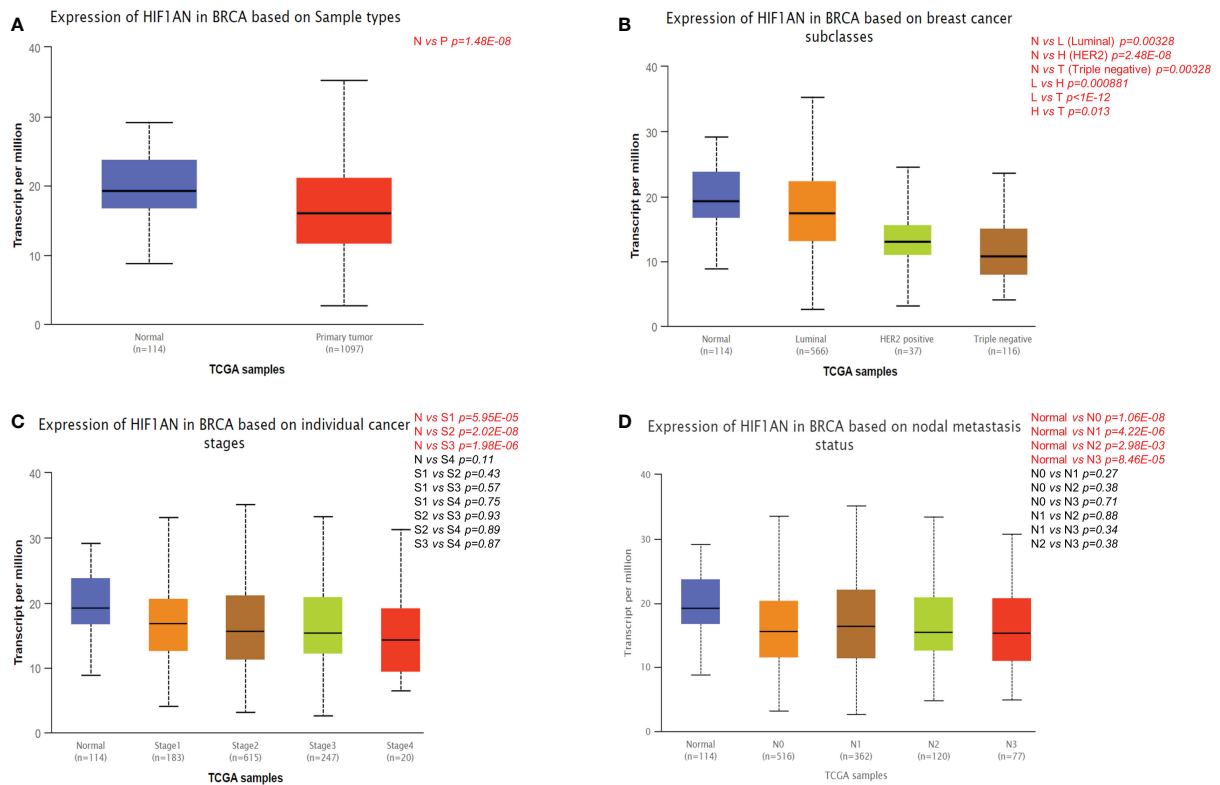 A
Expression of HIF1AN in BRCA based on Sample types
N vs P p=1.48E-08
Transcript per million
40
30
20
10
0
Normal
(n=114)
Primary tumor
(n=1097)
TCGA samples
B
Expression of HIF1AN in BRCA based on breast cancer
subclasses
N vs L (Luminal) p=0.00328
N vs H (HER2) p=2.48E-08
N vs T (Triple negative) p=0.00328
L vs H p=0.000881
L vs T p<1E-12
H vs T p=0.013
Transcript per million
40
30
20
10
0
Normal
(n=114)
Luminal
(n=566)
HER2 positive
(n=37)
Triple negative
(n=116)
TCGA samples
C
Expression of HIF1AN in BRCA based on individual cancer
stages
N vs S1 p=5.95E-05
N vs S2 p=2.02E-08
N vs S3 p=1.98E-06
N vs S4 p=0.11
S1 vs S2 p=0.43
S1 vs S3 p=0.57
S1 vs S4 p=0.75
S2 vs S3 p=0.93
S2 vs S4 p=0.89
S3 vs S4 p=0.87
Transcript per million
40
30
20
10
0
Normal
(n=114)
Stage1
(n=183)
Stage2
(n=615)
Stage3
(n=247)
Stage4
(n=20)
TCGA samples
D
Expression of HIF1AN in BRCA based on nodal metastasis
status
Normal vs N0 p=1.06E-08
Normal vs N1 p=4.22E-06
Normal vs N2 p=2.98E-03
Normal vs N3 p=8.46E-05
N0 vs N1 p=0.27
N0 vs N2 p=0.38
N0 vs N3 p=0.71
N1 vs N2 p=0.88
N1 vs N3 p=0.34
N2 vs N3 p=0.38
Transcript per million
40
30
20
10
0
Normal
(n=114)
N0
(n=516)
N1
(n=362)
N2
(n=120)
N3
(n=77)
TCGA samples